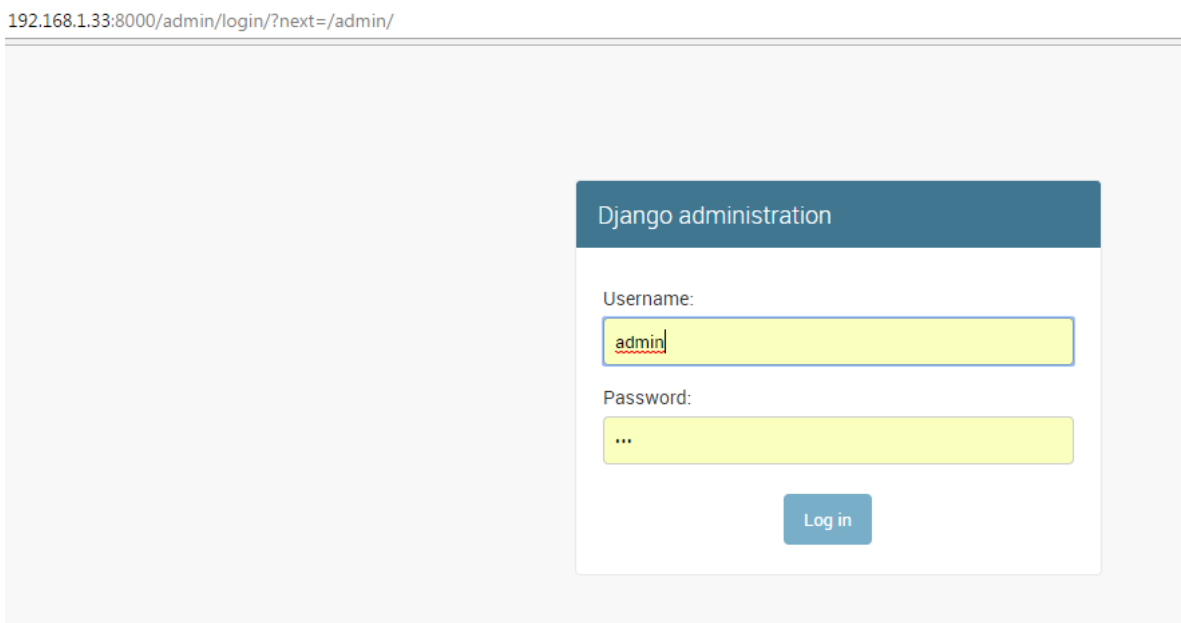 192.168.1.33:8000/admin/login/?next=/admin/
Django administration
Username:
admin
Password:
•••
Log in